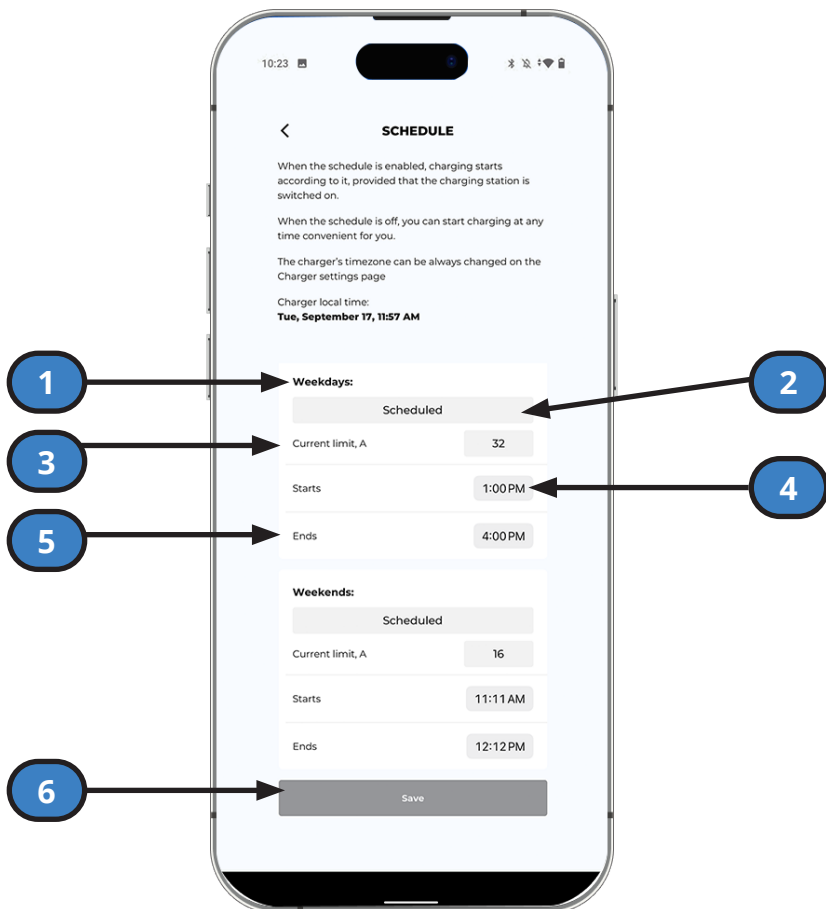 10:23
SCHEDULE
When the schedule is enabled, charging starts
according to it, provided that the charging station is
switched on.
When the schedule is off, you can start charging at any
time convenient for you.
The charger's timezone can be always changed on the
Charger settings page
Charger local time:
Tue, September 17, 11:57 AM
1
Weekdays:
2
Scheduled
3
Current limit, A 32
4
Starts 1:00 PM
5
Ends 4:00 PM
Weekends:
Scheduled
Current limit, A 16
Starts 11:11 AM
Ends 12:12 PM
6
Save